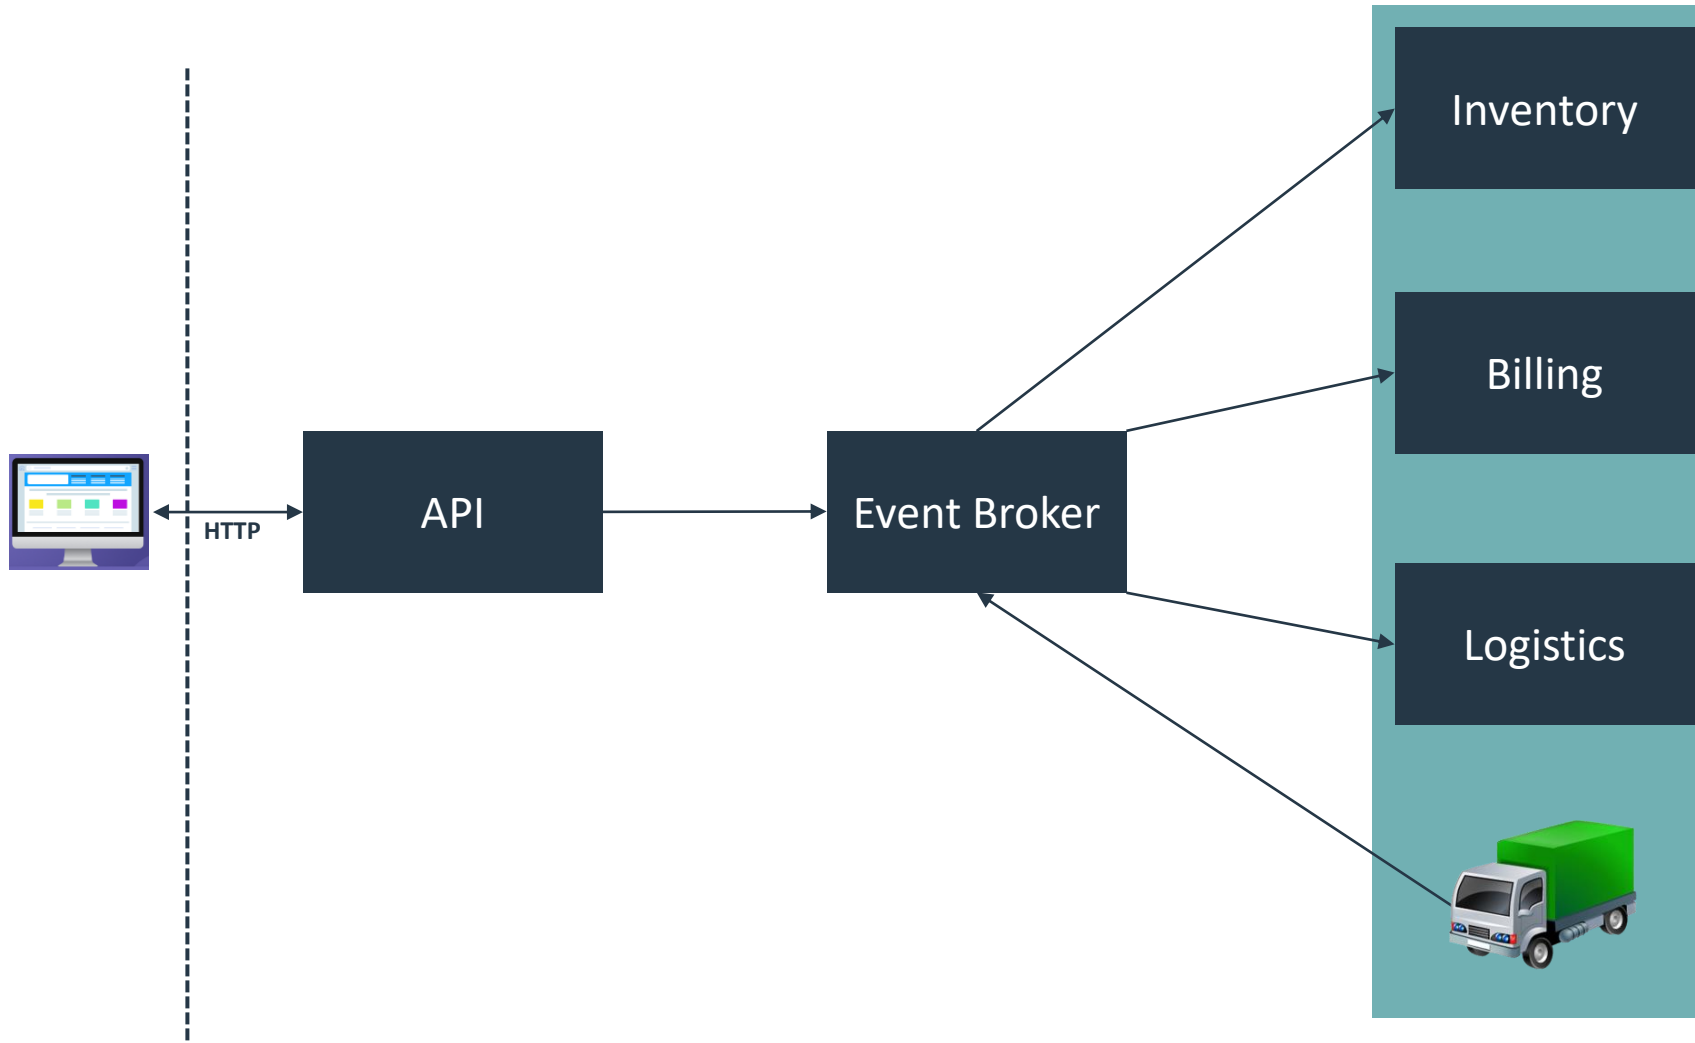 Inventory
Billing
HTTP
API
Event Broker
Logistics